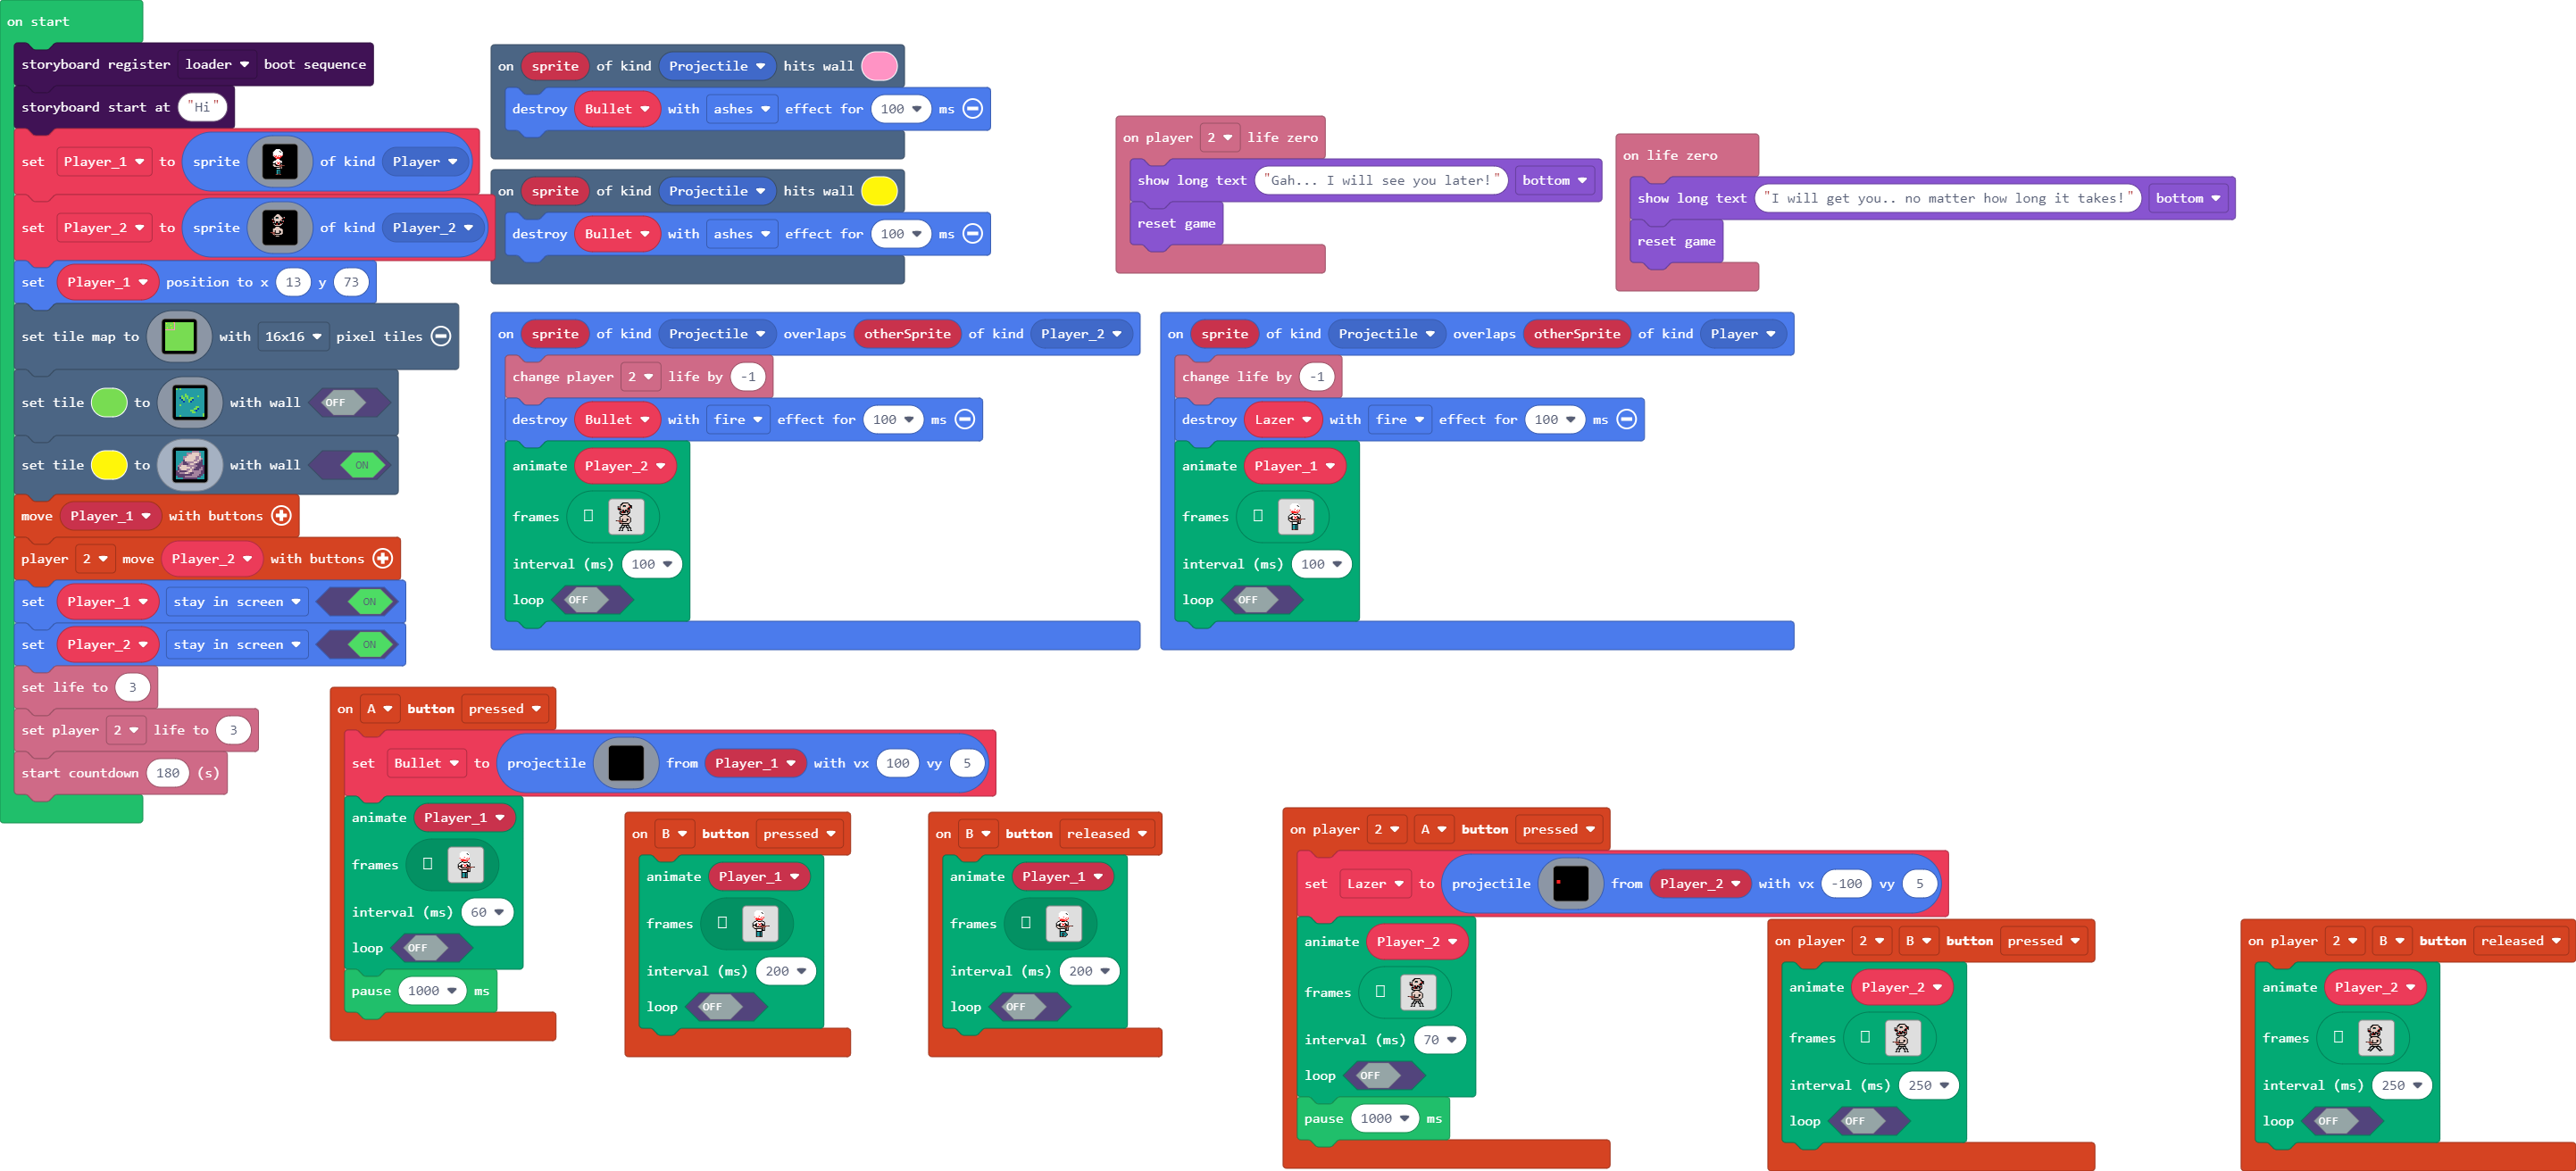 on start
storyboard register loader boot sequence
storyboard start at "Hi"
set Player_1 to sprite of kind Player
set Player_2 to sprite of kind Player_2
set Player_1 position to x 13 y 73
set tile map to with 16x16 pixel tiles
set tile to with wall OFF
set tile to with wall ON
move Player_1 with buttons
player 2 move Player_2 with buttons
set Player_1 stay in screen ON
set Player_2 stay in screen ON
set life to 3
set player 2 life to 3
start countdown 180 (s)
on sprite of kind Projectile hits wall
destroy Bullet with ashes effect for 100 ms
on sprite of kind Projectile hits wall
destroy Bullet with ashes effect for 100 ms
on player 2 life zero
show long text "Gah... I will see you later!" bottom
reset game
on life zero
show long text "I will get you.. no matter how long it takes!" bottom
reset game
on sprite of kind Projectile overlaps otherSprite of kind Player_2
change player 2 life by -1
destroy Bullet with fire effect for 100 ms
animate Player_2
frames
interval (ms) 100
loop OFF
on sprite of kind Projectile overlaps otherSprite of kind Player
change life by -1
destroy Lazer with fire effect for 100 ms
animate Player_1
frames
interval (ms) 100
loop OFF
on A button pressed
set Bullet to projectile from Player_1 with vx 100 vy 5
animate Player_1
frames
interval (ms) 60
loop OFF
pause 1000 ms
on B button pressed
animate Player_1
frames
interval (ms) 200
loop OFF
on B button released
animate Player_1
frames
interval (ms) 200
loop OFF
on player 2 A button pressed
set Lazer to projectile from Player_2 with vx -100 vy 5
animate Player_2
frames
interval (ms) 70
loop OFF
pause 1000 ms
on player 2 B button pressed
animate Player_2
frames
interval (ms) 250
loop OFF
on player 2 B button released
animate Player_2
frames
interval (ms) 250
loop OFF